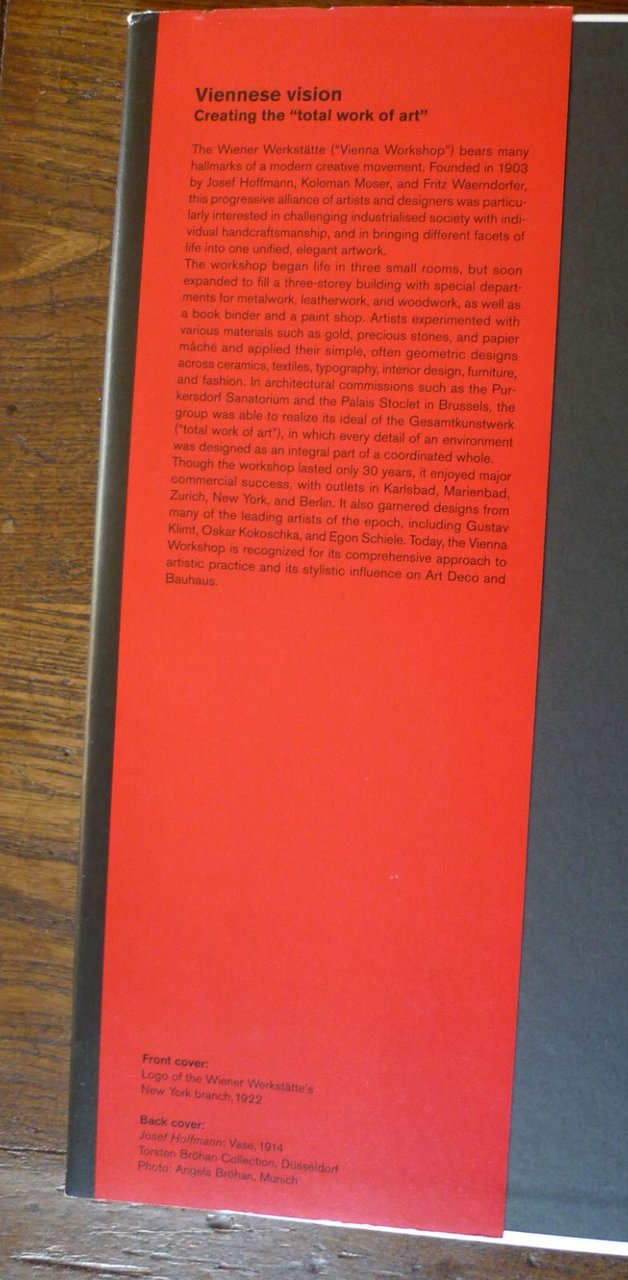 Viennese vision
Creating the “total work of art”
The Wiener Werkstätte (“Vienna Workshop”) bears many
hallmarks of a modern creative movement. Founded in 1903
by Josef Hoffmann, Koloman Moser, and Fritz Waerndorfer,
this progressive alliance of artists and designers was particu-
larly interested in challenging industrialised society with indi-
vidual handcraftsmanship, and in bringing different facets of
life into one unified, elegant artwork.
The workshop began life in three small rooms, but soon
expanded to fill a three-storey building with special depart-
ments for metalwork, leatherwork, and woodwork, as well as
a book binder and a paint shop. Artists experimented with
various materials such as gold, precious stones, and papier
mâché and applied their simple, often geometric designs
across ceramics, textiles, typography, interior design, furniture,
and fashion. In architectural commissions such as the Pur-
kersdorf Sanatorium and the Palais Stoclet in Brussels, the
group was able to realize its ideal of the Gesamtkunstwerk
(“total work of art”), in which every detail of an environment
was designed as an integral part of a coordinated whole.
Though the workshop lasted only 30 years, it enjoyed major
commercial success, with outlets in Karlsbad, Marienbad,
Zurich, New York, and Berlin. It also garnered designs from
many of the leading artists of the epoch, including Gustav
Klimt, Oskar Kokoschka, and Egon Schiele. Today, the Vienna
Workshop is recognized for its comprehensive approach to
artistic practice and its stylistic influence on Art Deco and
Bauhaus.
Front cover:
Logo of the Wiener Werkstätte's
New York branch, 1922
Back cover:
Josef Hoffmann: Vase, 1914
Torsten Bröhan Collection, Düsseldorf
Photo: Angela Bröhan, Munich